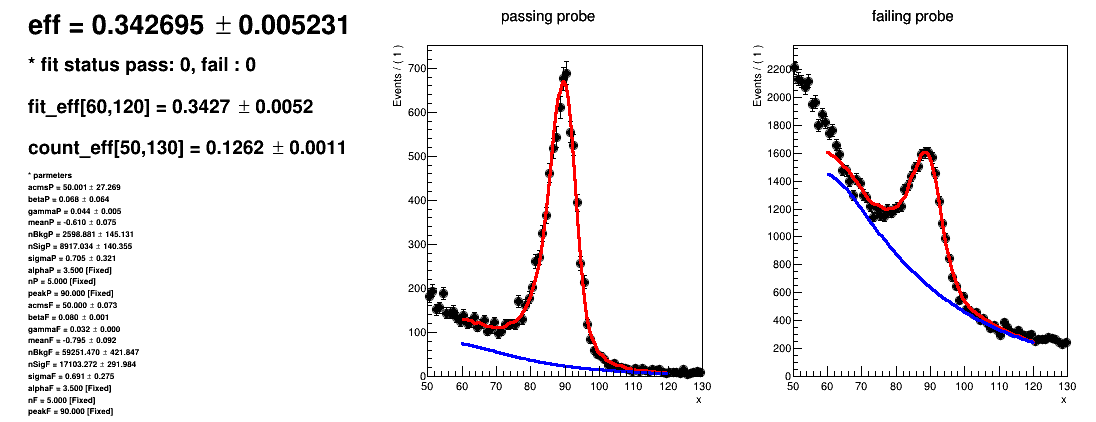 eff = 0.342695 ± 0.005231
* fit status pass: 0, fail : 0
fit_eff[60,120] = 0.3427 ± 0.0052
count_eff[50,130] = 0.1262 ± 0.0011
* parmeters
acmsP = 50.001 ± 27.269
betaP = 0.068 ± 0.064
gammaP = 0.044 ± 0.005
meanP = -0.610 ± 0.075
nBkgP = 2598.881 ± 145.131
nSigP = 8917.034 ± 140.355
sigmaP = 0.705 ± 0.321
alphaP = 3.500 [Fixed]
nP = 5.000 [Fixed]
peakP = 90.000 [Fixed]
acmsF = 50.000 ± 0.073
betaF = 0.080 ± 0.001
gammaF = 0.032 ± 0.000
meanF = -0.795 ± 0.092
nBkgF = 59251.470 ± 421.847
nSigF = 17103.272 ± 291.984
sigmaF = 0.691 ± 0.275
alphaF = 3.500 [Fixed]
nF = 5.000 [Fixed]
peakF = 90.000 [Fixed]
passing probe
Events / ( 1 )
700
600
500
400
300
200
100
0
50 60 70 80 90 100 110 120 130
x
failing probe
Events / ( 1 )
2200
2000
1800
1600
1400
1200
1000
800
600
400
200
0
50 60 70 80 90 100 110 120 130
x